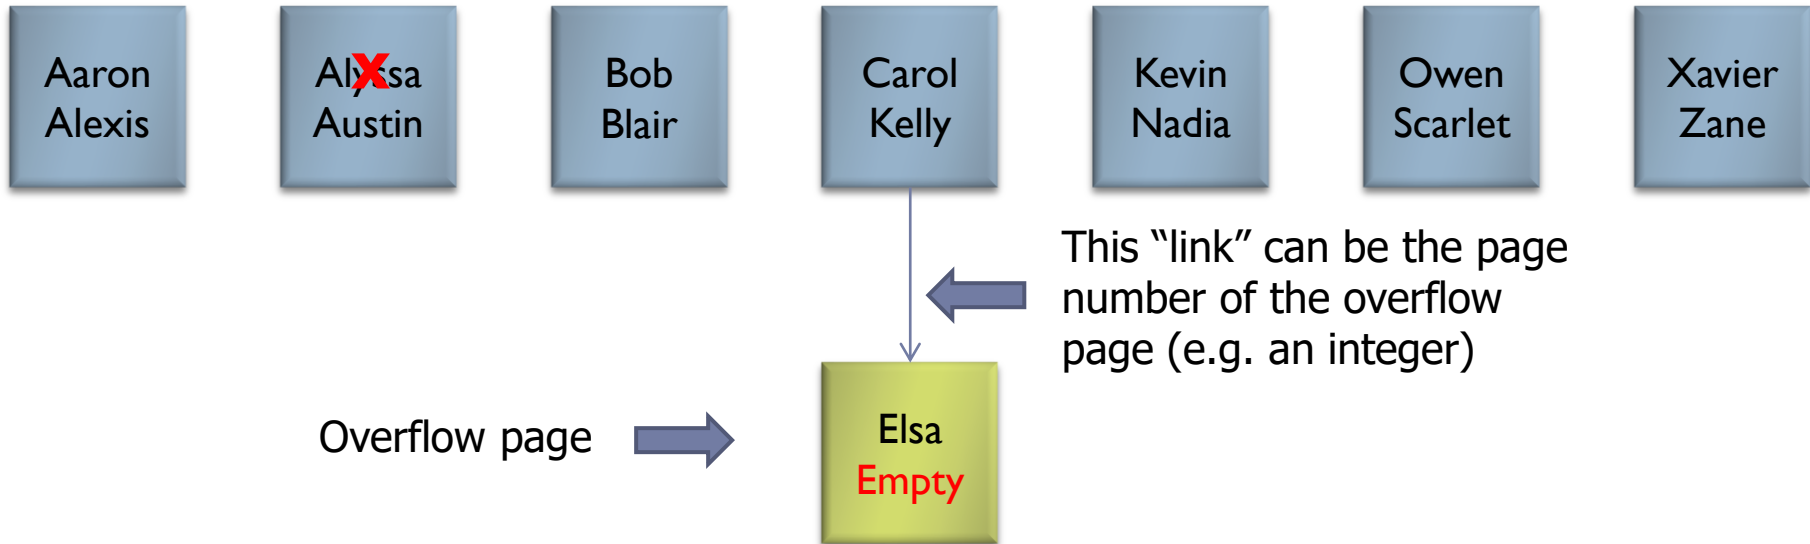 Aaron
Alexis
Alyssa
X
Austin
Bob
Blair
Carol
Kelly
Kevin
Nadia
Owen
Scarlet
Xavier
Zane
This “link” can be the page
number of the overflow
page (e.g. an integer)
Overflow page
Elsa
Empty